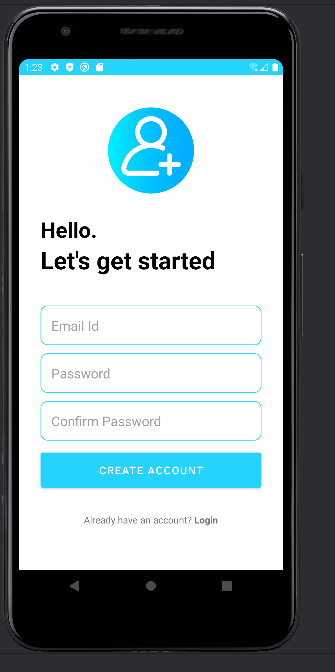 1:23
Hello.
Let's get started
Email Id
Password
Confirm Password
CREATE ACCOUNT
Already have an account? Login